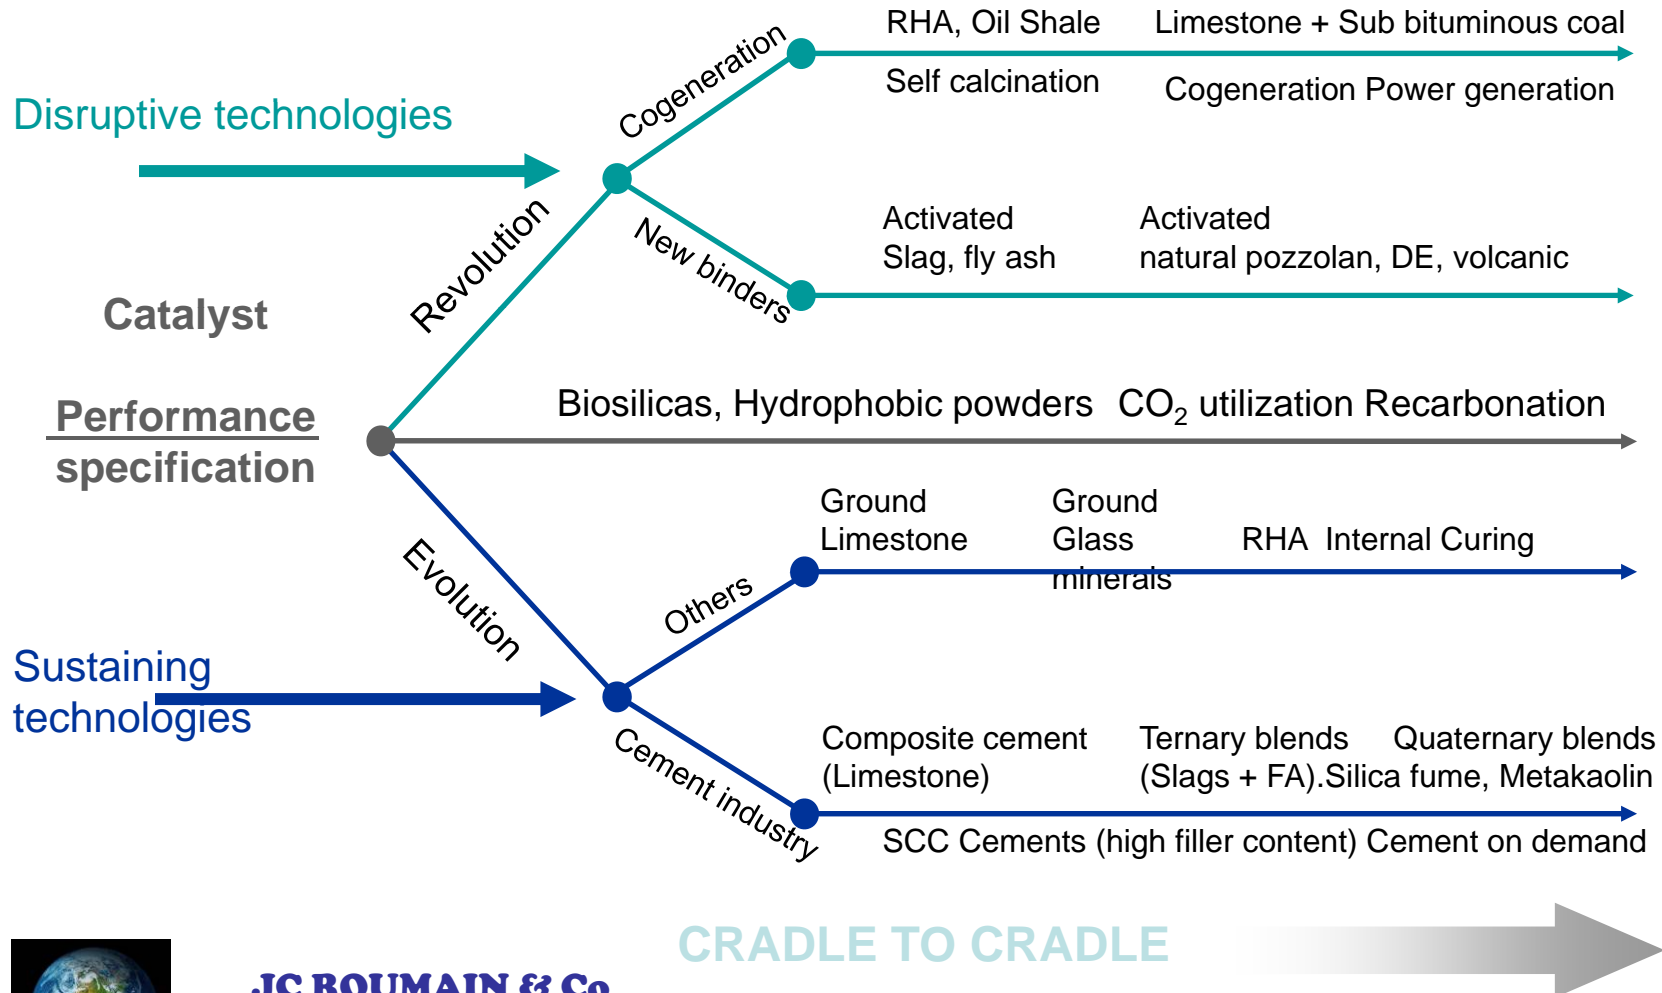 RHA, Oil Shale
Limestone + Sub bituminous coal
Cogeneration
Self calcination
Cogeneration Power generation
Disruptive technologies
Revolution
New binders
Activated
Slag, fly ash
Activated
natural pozzolan, DE, volcanic
Catalyst
Performance
specification
Biosilicas, Hydrophobic powders CO₂ utilization Recarbonation
Evolution
Others
Ground
Limestone
Ground
Glass
minerals
RHA Internal Curing
Sustaining
technologies
Cement industry
Composite cement
(Limestone)
Ternary blends
(Slags + FA).
Quaternary blends
Silica fume, Metakaolin
SCC Cements (high filler content) Cement on demand
CRADLE TO CRADLE
JC ROUMAIN & Co